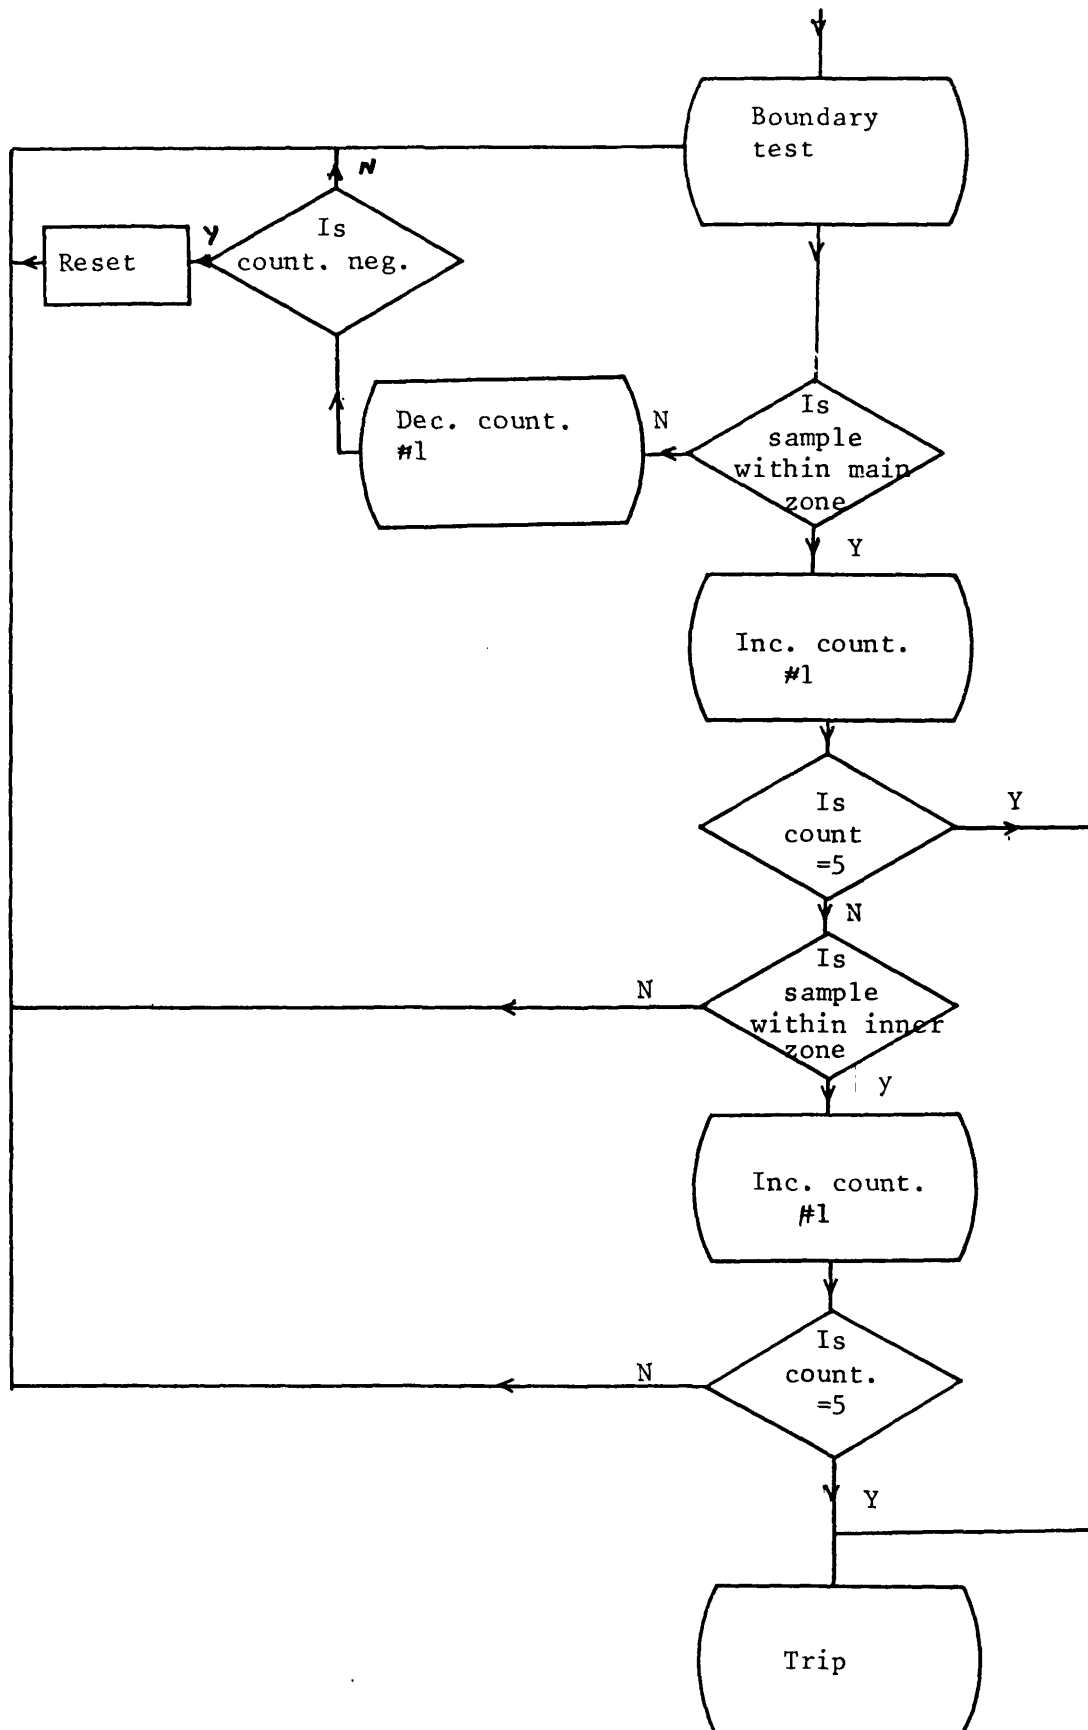 Boundary
test
N
Is
count. neg.
Y
Reset
Dec. count.
#1
N
Is
sample
within main
zone
Y
Inc. count.
#1
Is
count
=5
Y
N
Is
sample
within inner
zone
N
y
Inc. count.
#1
Is
count.
=5
N
Y
Trip